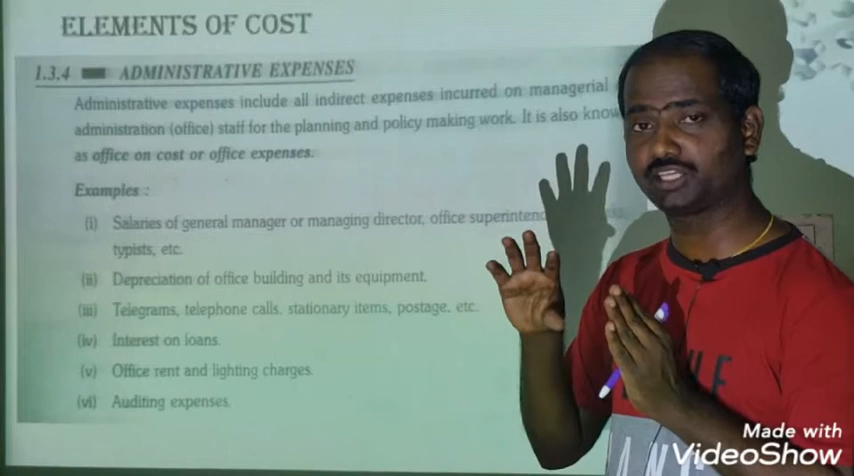 ELEMENTS OF COST
1.3.4 ADMINISTRATIVE EXPENSES
Administrative expenses include all indirect expenses incurred on managerial
administration (office) staff for the planning and policy making work. It is also know
as office on cost or office expenses.
Examples :
(i) Salaries of general manager or managing director, office superintend
typists, etc.
(ii) Depreciation of office building and its equipment.
(iii) Telegrams, telephone calls, stationary items, postage, etc.
(iv) Interest on loans.
(v) Office rent and lighting charges.
(vi) Auditing expenses.
Made with
VideoShow